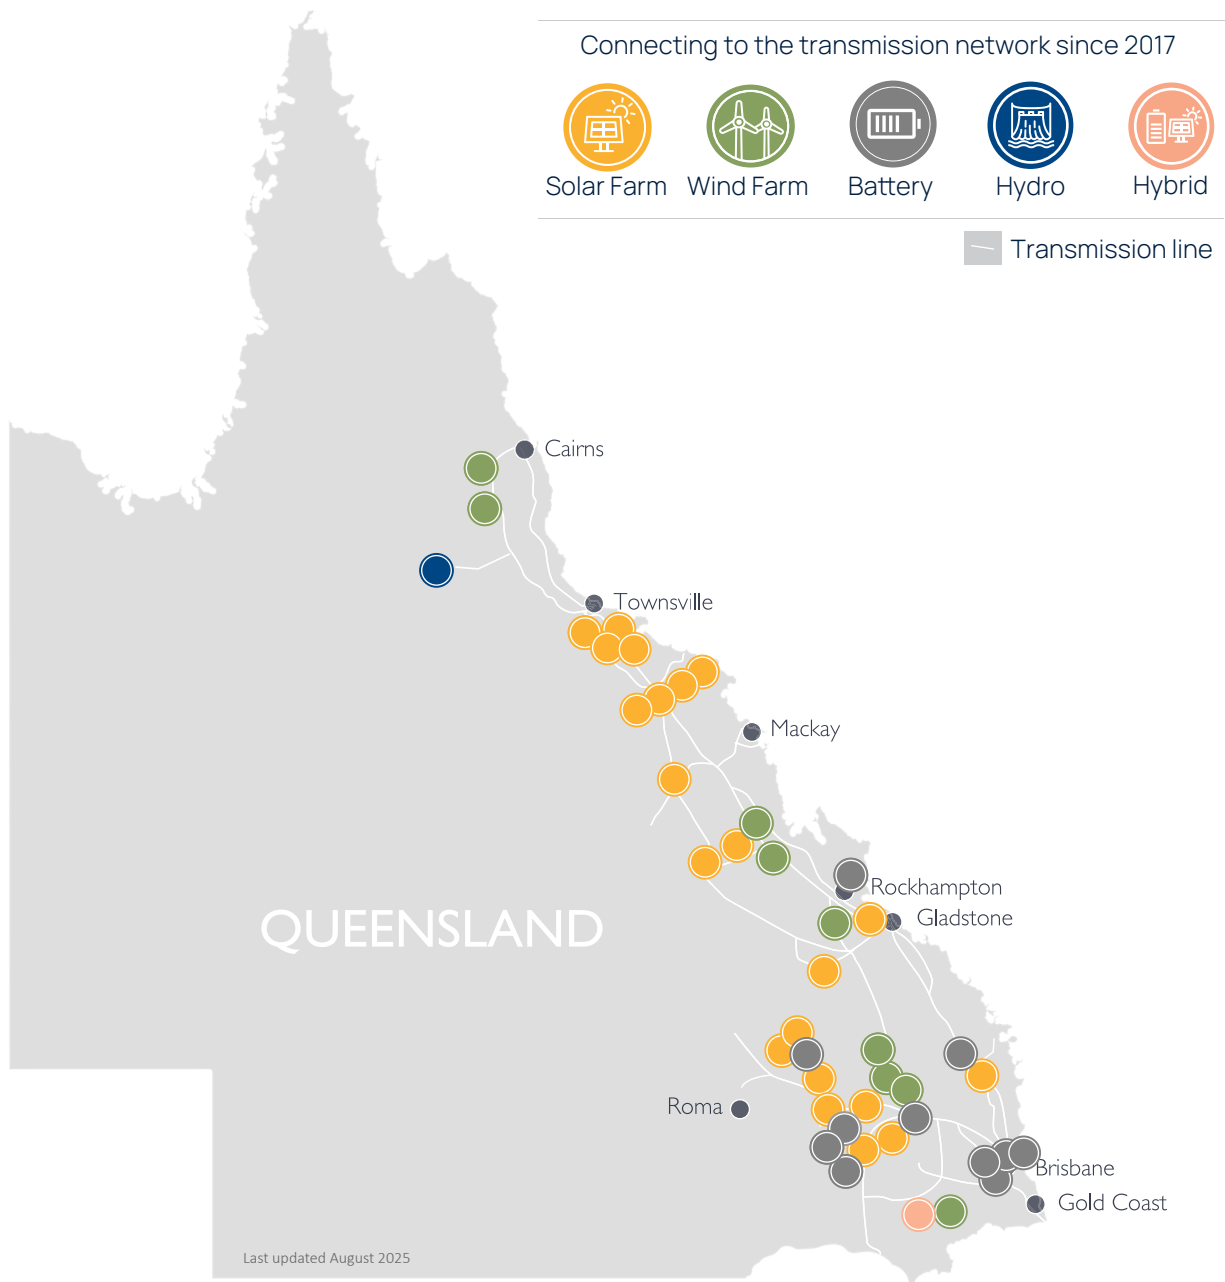 Connecting to the transmission network since 2017
Solar Farm Wind Farm Battery Hydro Hybrid
Transmission line
Cairns
Townsville
Mackay
Rockhampton
Gladstone
QUEENSLAND
Roma
Brisbane
Gold Coast
Last updated August 2025